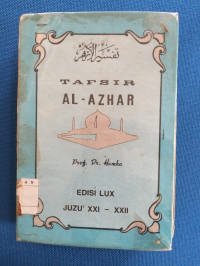 تفسير الأزهر
TAFSIR
AL-AZHAR
Prof. Dr. Hamka
EDISI LUX
JUZU' XXI - XXII